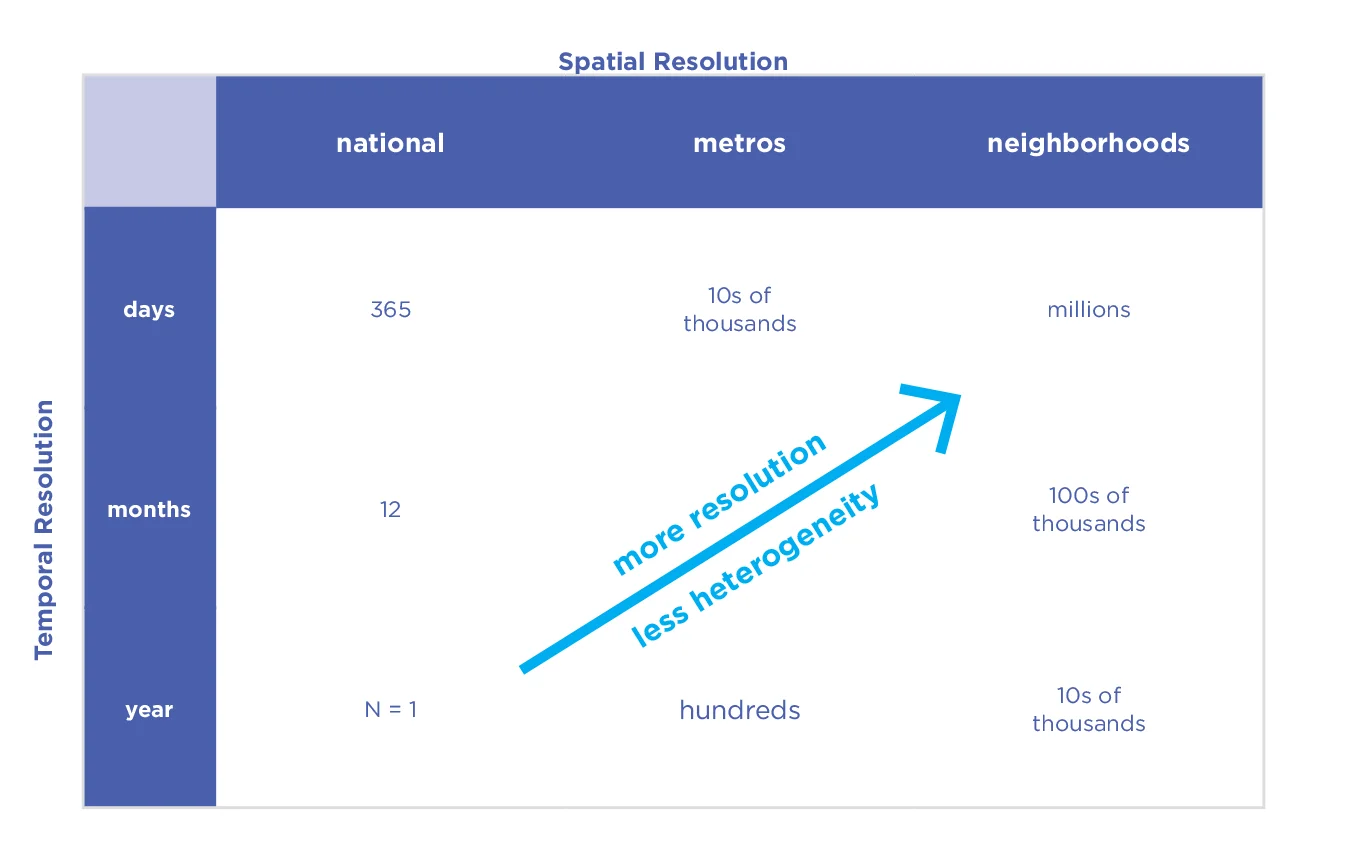 Spatial Resolution
national metros neighborhoods
days 365 10s of thousands millions
Temporal Resolution
months 12 100s of thousands
more resolution
less heterogeneity
year N = 1 hundreds 10s of thousands